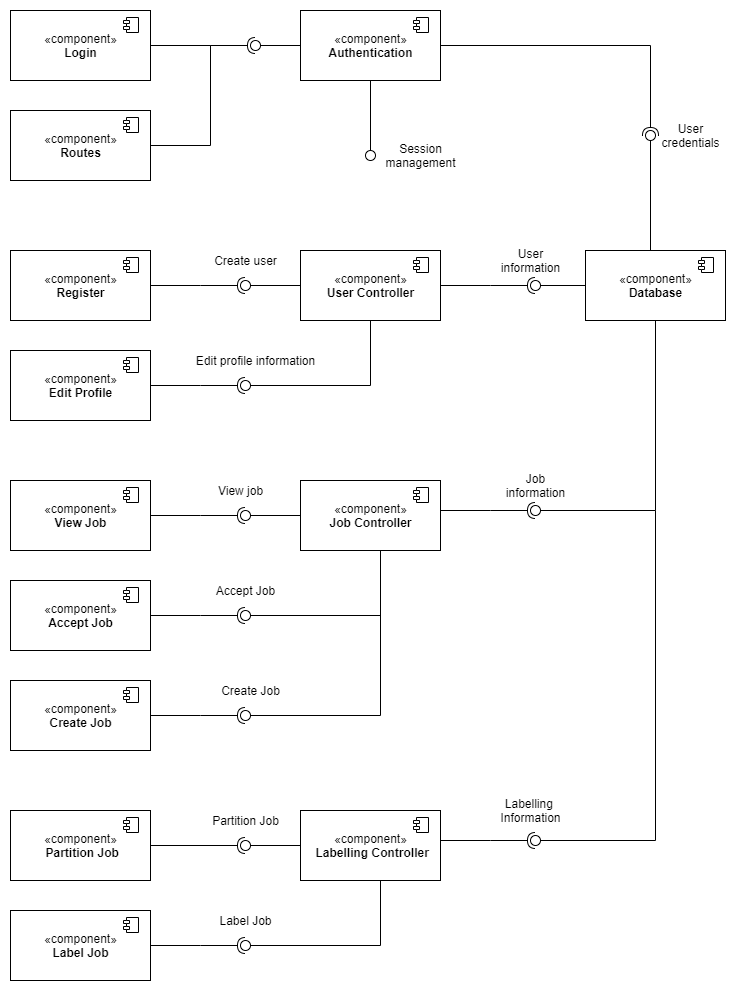 «component»
Login
«component»
Authentication
«component»
Routes
Session
management
User
credentials
«component»
Register
Create user
«component»
User Controller
User
information
«component»
Database
«component»
Edit Profile
Edit profile information
«component»
View Job
View job
«component»
Job Controller
Job
information
«component»
Accept Job
Accept Job
«component»
Create Job
Create Job
«component»
Partition Job
Partition Job
«component»
Labelling Controller
Labelling
Information
«component»
Label Job
Label Job